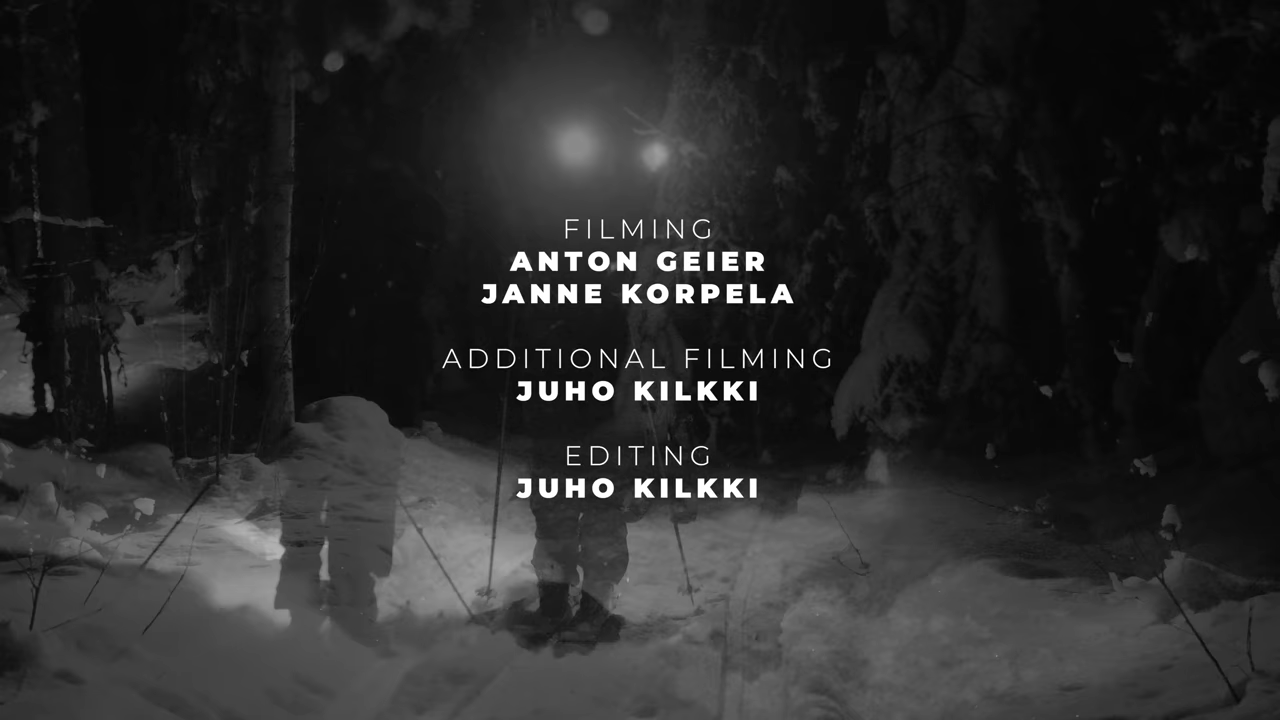 FILMING
ANTON GEIER
JANNE KORPELA
ADDITIONAL FILMING
JUHO KILKKI
EDITING
JUHO KILKKI